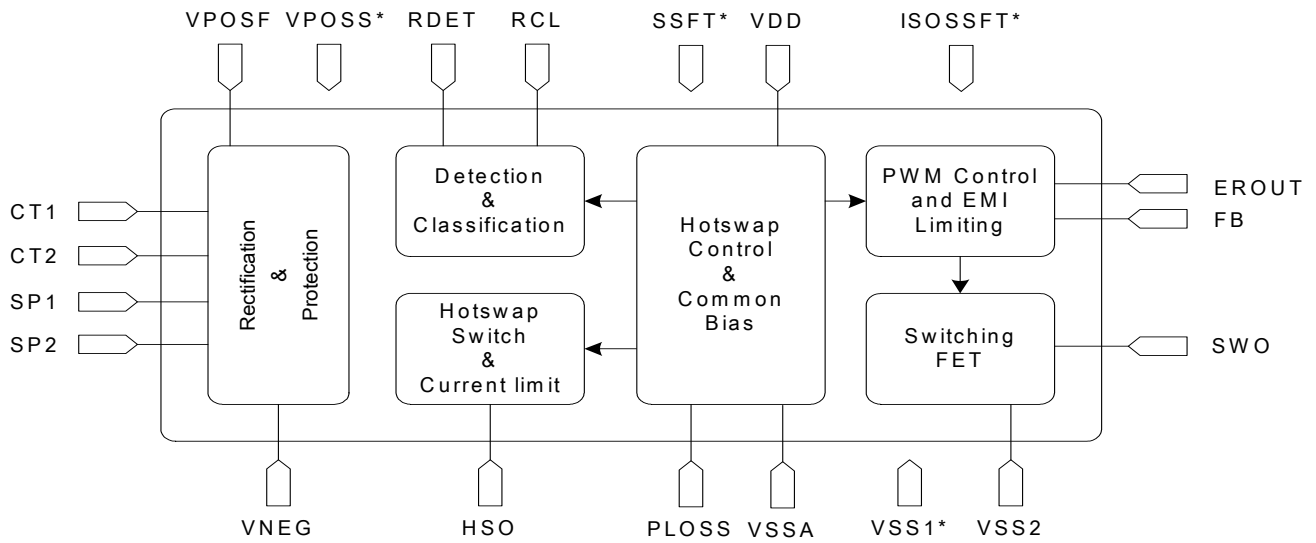 VPOSF VPOSS* RDET RCL SSFT* VDD ISOSSFT*
CT1
CT2
SP1
SP2
Rectification
&
Protection
Detection
&
Classification
Hotswap
Switch
&
Current limit
Hotswap
Control
&
Common
Bias
PWM Control
and EMI
Limiting
Switching
FET
EROUT
FB
SWO
VNEG HSO PLOSS VSSA VSS1* VSS2